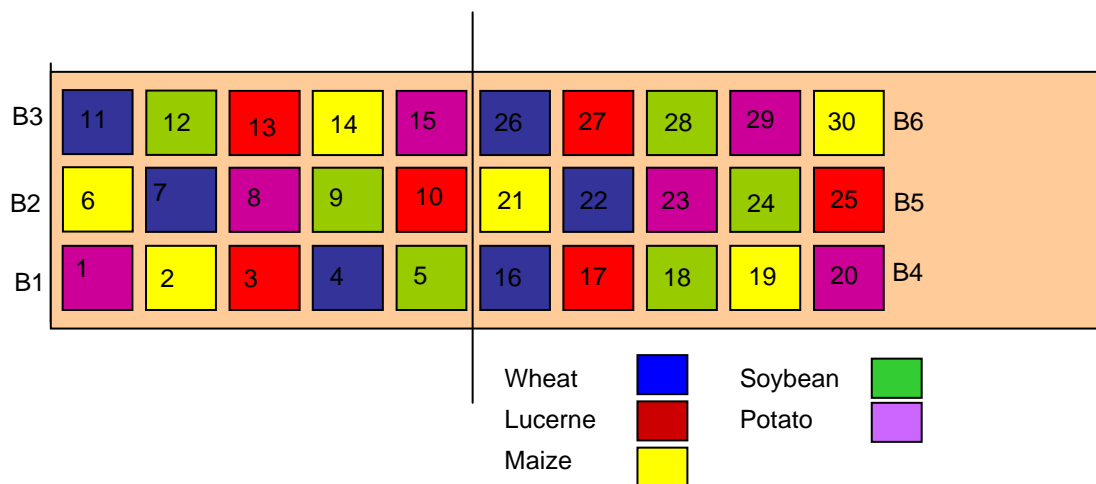 B3 11 12 13 14 15 26 27 28 29 30 B6
B2 6 7 8 9 10 21 22 23 24 25 B5
B1 1 2 3 4 5 16 17 18 19 20 B4
Wheat Soybean
Lucerne Potato
Maize